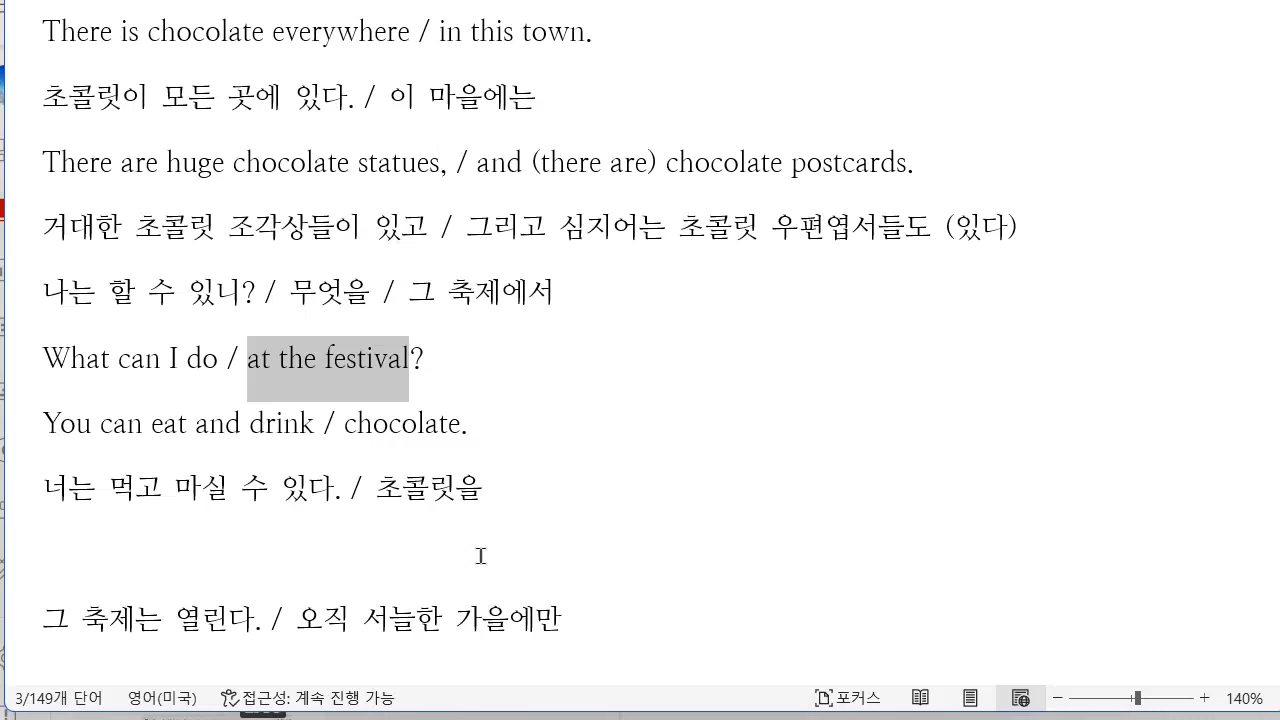 There is chocolate everywhere / in this town.
초콜릿이 모든 곳에 있다. / 이 마을에는
There are huge chocolate statues, / and (there are) chocolate postcards.
거대한 초콜릿 조각상들이 있고 / 그리고 심지어는 초콜릿 우편엽서들도 (있다)
나는 할 수 있니? / 무엇을 / 그 축제에서
What can I do / at the festival?
You can eat and drink / chocolate.
너는 먹고 마실 수 있다. / 초콜릿을
그 축제는 열린다. / 오직 서늘한 가을에만
3/149개 단어 영어(미국) 접근성: 계속 진행 가능 포커스 140%